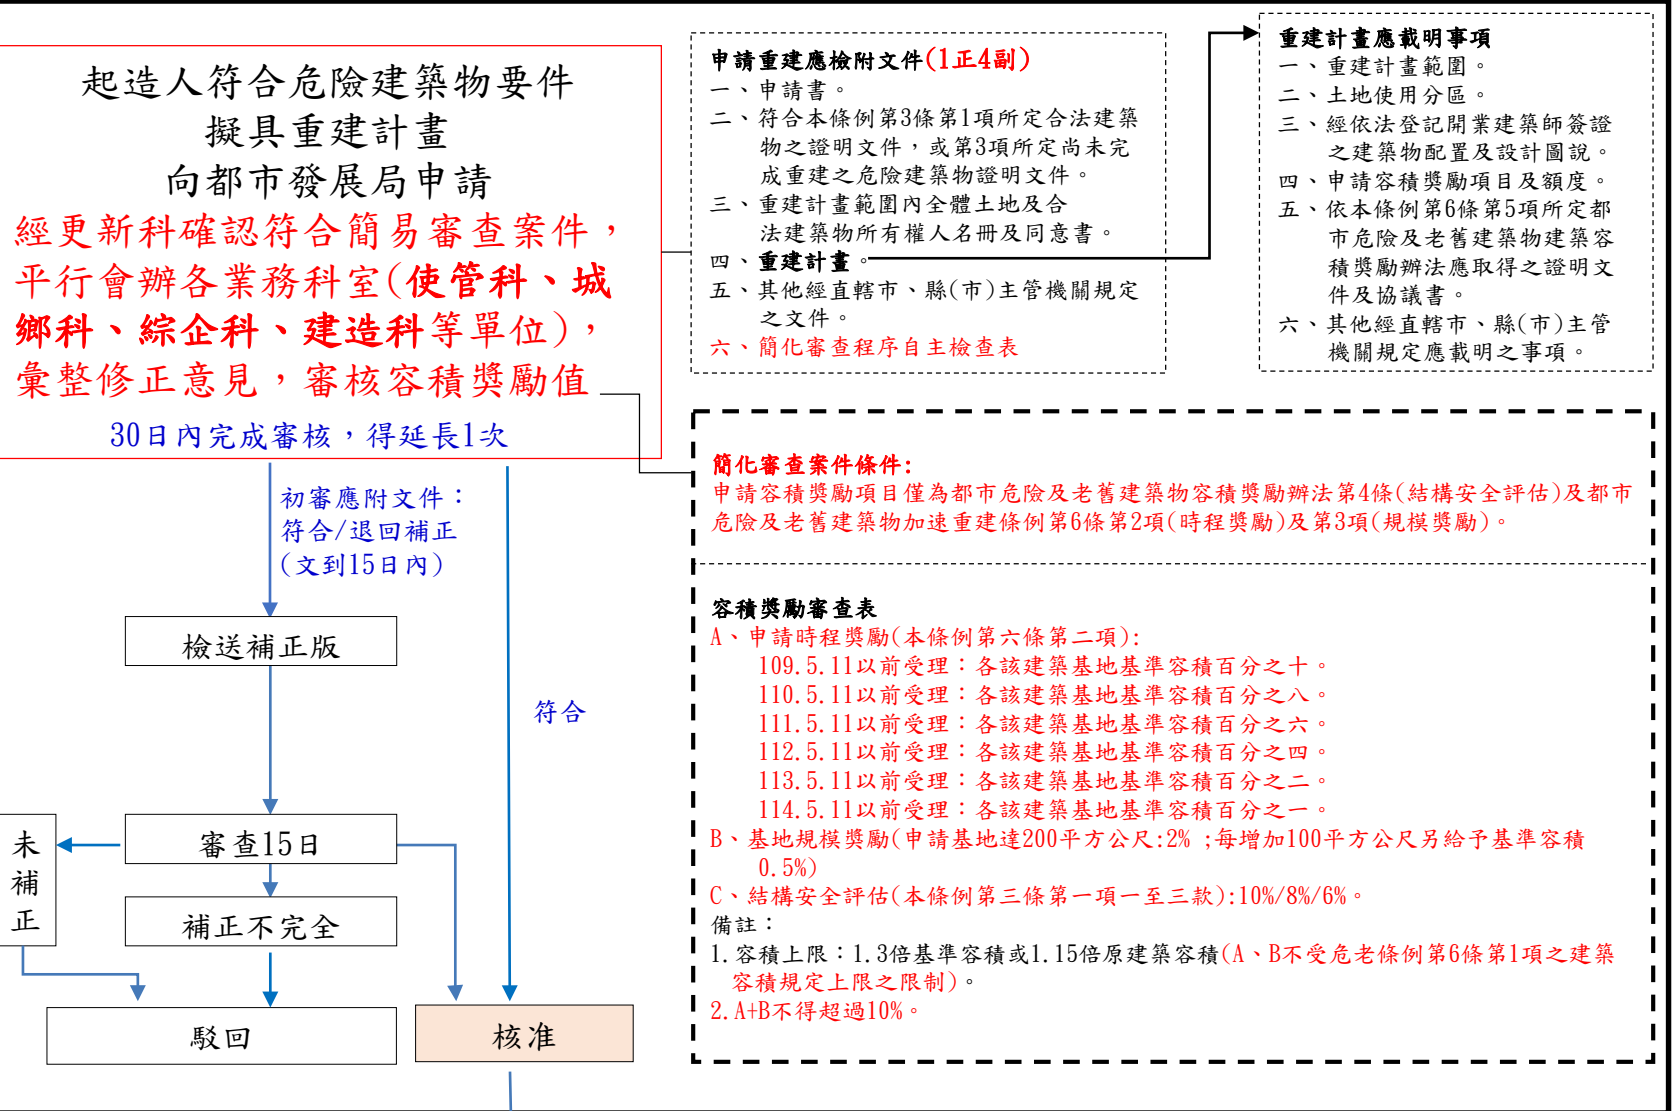 起造人符合危險建築物要件
擬具重建計畫
向都市發展局申請
經更新科確認符合簡易審查案件，
平行會辦各業務科室(使管科、城
鄉科、綜企科、建造科等單位)，
彙整修正意見，審核容積獎勵值
30日內完成審核，得延長1次
申請重建應檢附文件(1正4副)
一、申請書。
二、符合本條例第3條第1項所定合法建築
物之證明文件，或第3項所定尚未完
成重建之危險建築物證明文件。
三、重建計畫範圍內全體土地及合
法建築物所有權人名冊及同意書。
四、重建計畫。
五、其他經直轄市、縣(市)主管機關規定
之文件。
六、簡化審查程序自主檢查表
重建計畫應載明事項
一、重建計畫範圍。
二、土地使用分區。
三、經依法登記開業建築師簽證
之建築物配置及設計圖說。
四、申請容積獎勵項目及額度。
五、依本條例第6條第5項所定都
市危險及老舊建築物建築容
積獎勵辦法應取得之證明文
件及協議書。
六、其他經直轄市、縣(市)主管
機關規定應載明之事項。
初審應附文件：
符合/退回補正
(文到15日內)
檢送補正版
符合
審查15日
未
補
正
補正不完全
駁回
核准
簡化審查案件條件:
申請容積獎勵項目僅為都市危險及老舊建築物容積獎勵辦法第4條(結構安全評估)及都市
危險及老舊建築物加速重建條例第6條第2項(時程獎勵)及第3項(規模獎勵)。
容積獎勵審查表
A、申請時程獎勵(本條例第六條第二項):
109.5.11以前受理：各該建築基地基準容積百分之十。
110.5.11以前受理：各該建築基地基準容積百分之八。
111.5.11以前受理：各該建築基地基準容積百分之六。
112.5.11以前受理：各該建築基地基準容積百分之四。
113.5.11以前受理：各該建築基地基準容積百分之二。
114.5.11以前受理：各該建築基地基準容積百分之一。
B、基地規模獎勵(申請基地達200平方公尺:2% ;每增加100平方公尺另給予基準容積
0.5%)
C、結構安全評估(本條例第三條第一項一至三款):10%/8%/6%。
備註：
1.容積上限：1.3倍基準容積或1.15倍原建築容積(A、B不受危老條例第6條第1項之建築
容積規定上限之限制)。
2.A+B不得超過10%。